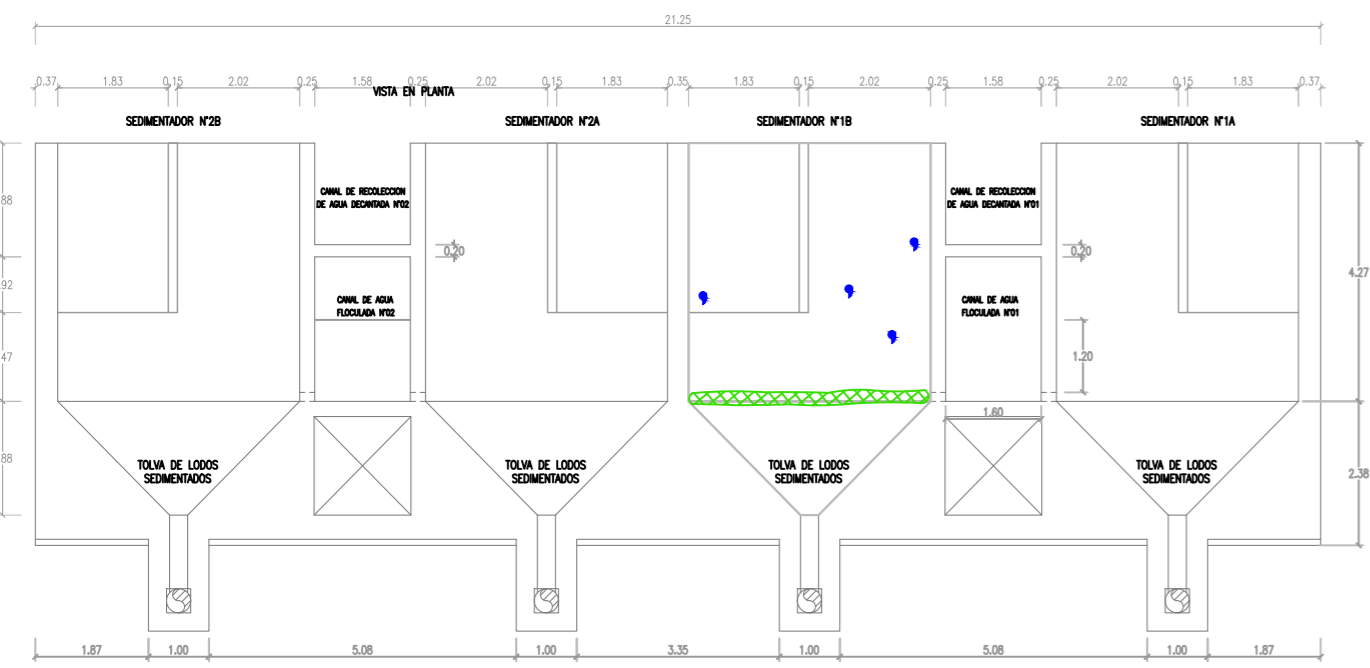 21.25
0.37 1.83 0.15 2.02 0.25 1.58 0.25 2.02 0.15 1.83 0.35 1.83 0.15 2.02 0.25 1.58 0.25 2.02 0.15 1.83 0.37
VISTA EN PLANTA
SEDIMENTADOR N°2B
SEDIMENTADOR N°2A
SEDIMENTADOR N°1B
SEDIMENTADOR N°1A
CANAL DE RECOLECCION
DE AGUA DECANTADA N°02
CANAL DE RECOLECCION
DE AGUA DECANTADA N°01
88
0.20
0.20
4.27
.92
CANAL DE AGUA
FLOCULADA N°02
CANAL DE AGUA
FLOCULADA N°01
47
1.20
1.60
88
TOLVA DE LODOS
SEDIMENTADOS
TOLVA DE LODOS
SEDIMENTADOS
TOLVA DE LODOS
SEDIMENTADOS
TOLVA DE LODOS
SEDIMENTADOS
2.38
1.87 1.00 5.08 1.00 3.35 1.00 5.08 1.00 1.87